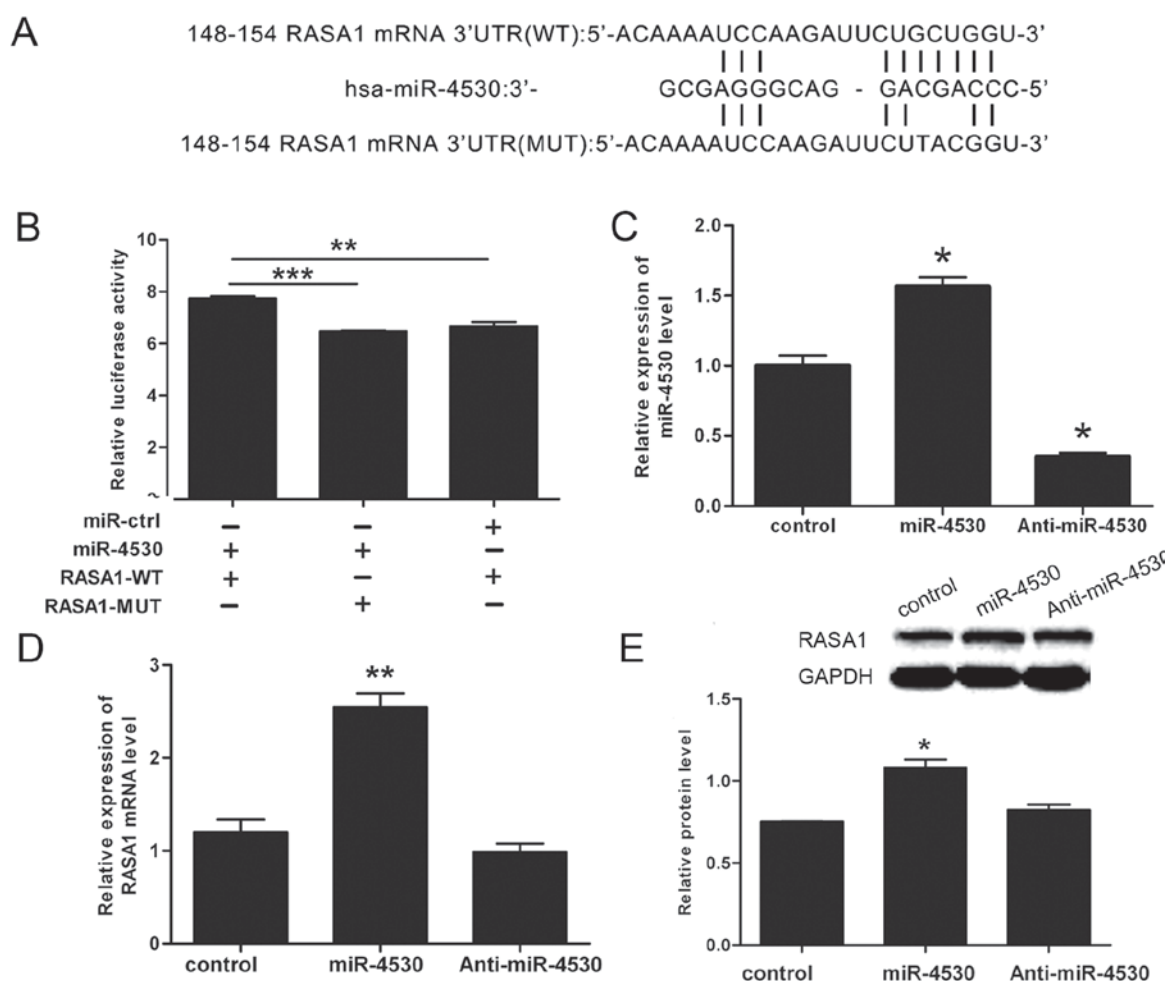 A
148-154 RASA1 mRNA 3'UTR(WT):5'-ACAAAAUCCAAGAUUCUGCUGGU-3'
hsa-miR-4530:3'- GCGAGGGCAG - GACGACCC-5'
148-154 RASA1 mRNA 3'UTR(MUT):5'-ACAAAAUCCAAGAUUCUUACGGU-3'
B
Relative luciferase activity
10
8
6
4
2
**
***
miR-ctrl − − +
miR-4530 + + −
RASA1-WT + − +
RASA1-MUT − + −
C
Relative expression of
miR-4530 level
2.0
1.5
1.0
0.5
0.0
*
*
control miR-4530 Anti-miR-4530
D
Relative expression of
RASA1 mRNA level
3
2
1
0
**
control miR-4530 Anti-miR-4530
E
control miR-4530 Anti-miR-4530
RASA1
GAPDH
Relative protein level
1.5
1.0
0.5
0.0
*
control miR-4530 Anti-miR-4530